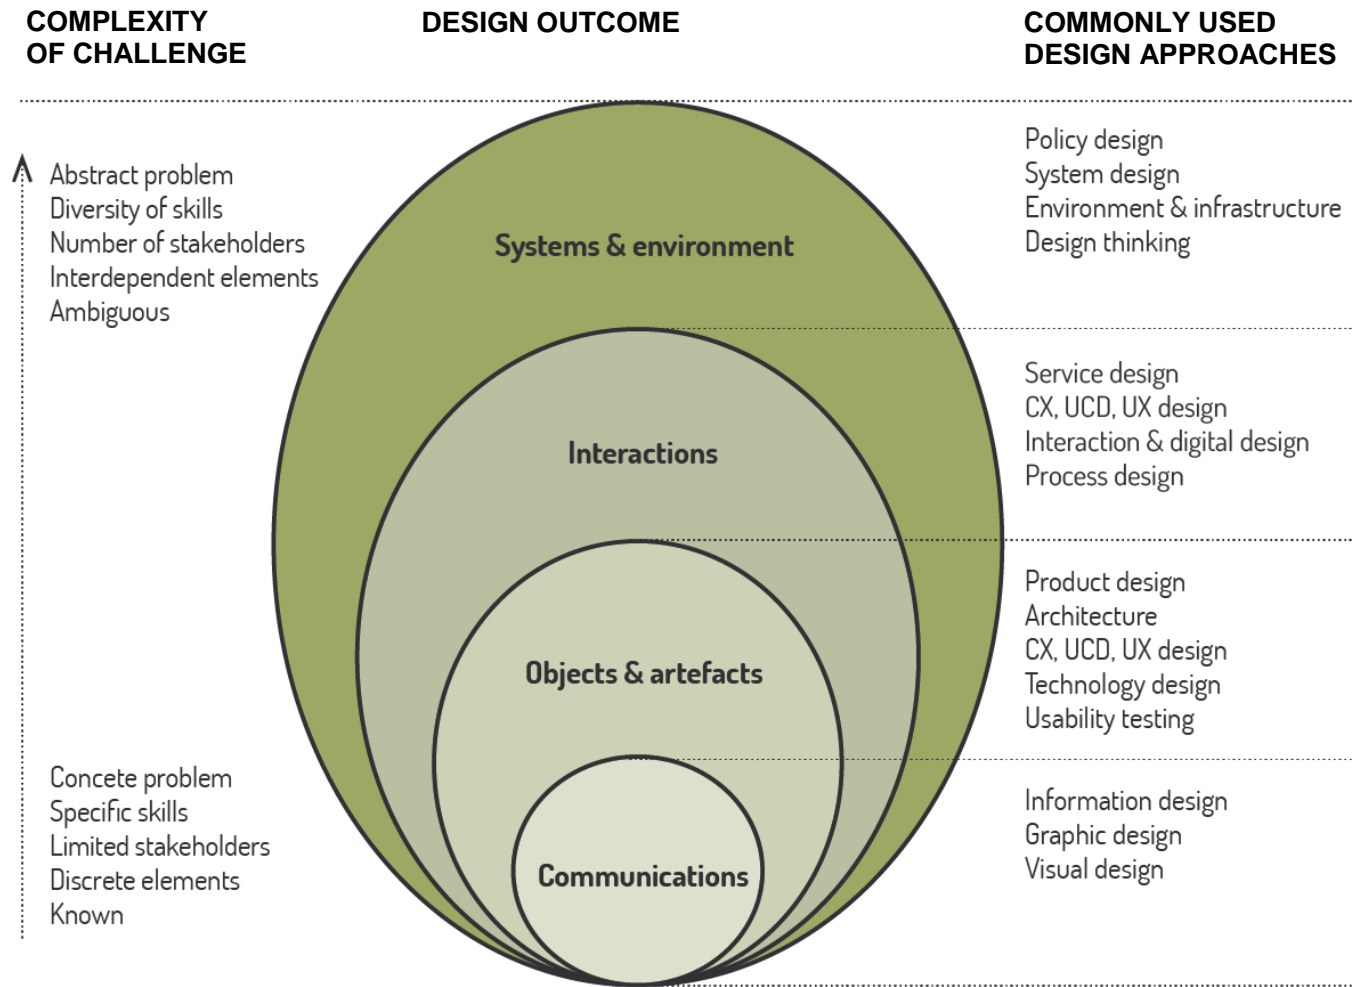 COMPLEXITY
OF CHALLENGE
DESIGN OUTCOME
COMMONLY USED
DESIGN APPROACHES
Abstract problem
Diversity of skills
Number of stakeholders
Interdependent elements
Ambiguous
Concete problem
Specific skills
Limited stakeholders
Discrete elements
Known
Systems & environment
Interactions
Objects & artefacts
Communications
Policy design
System design
Environment & infrastructure
Design thinking
Service design
CX, UCD, UX design
Interaction & digital design
Process design
Product design
Architecture
CX, UCD, UX design
Technology design
Usability testing
Information design
Graphic design
Visual design